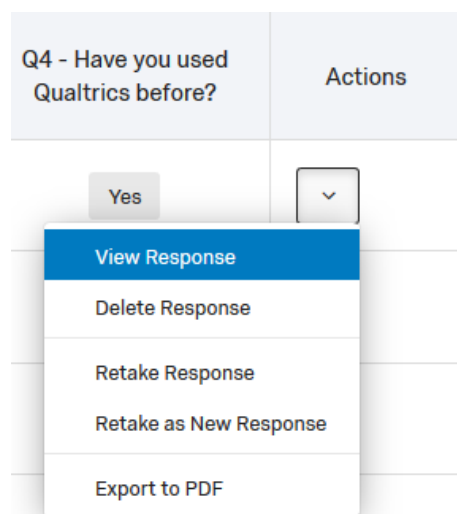 Q4 - Have you used
Qualtrics before?
Actions
Yes
View Response
Delete Response
Retake Response
Retake as New Response
Export to PDF